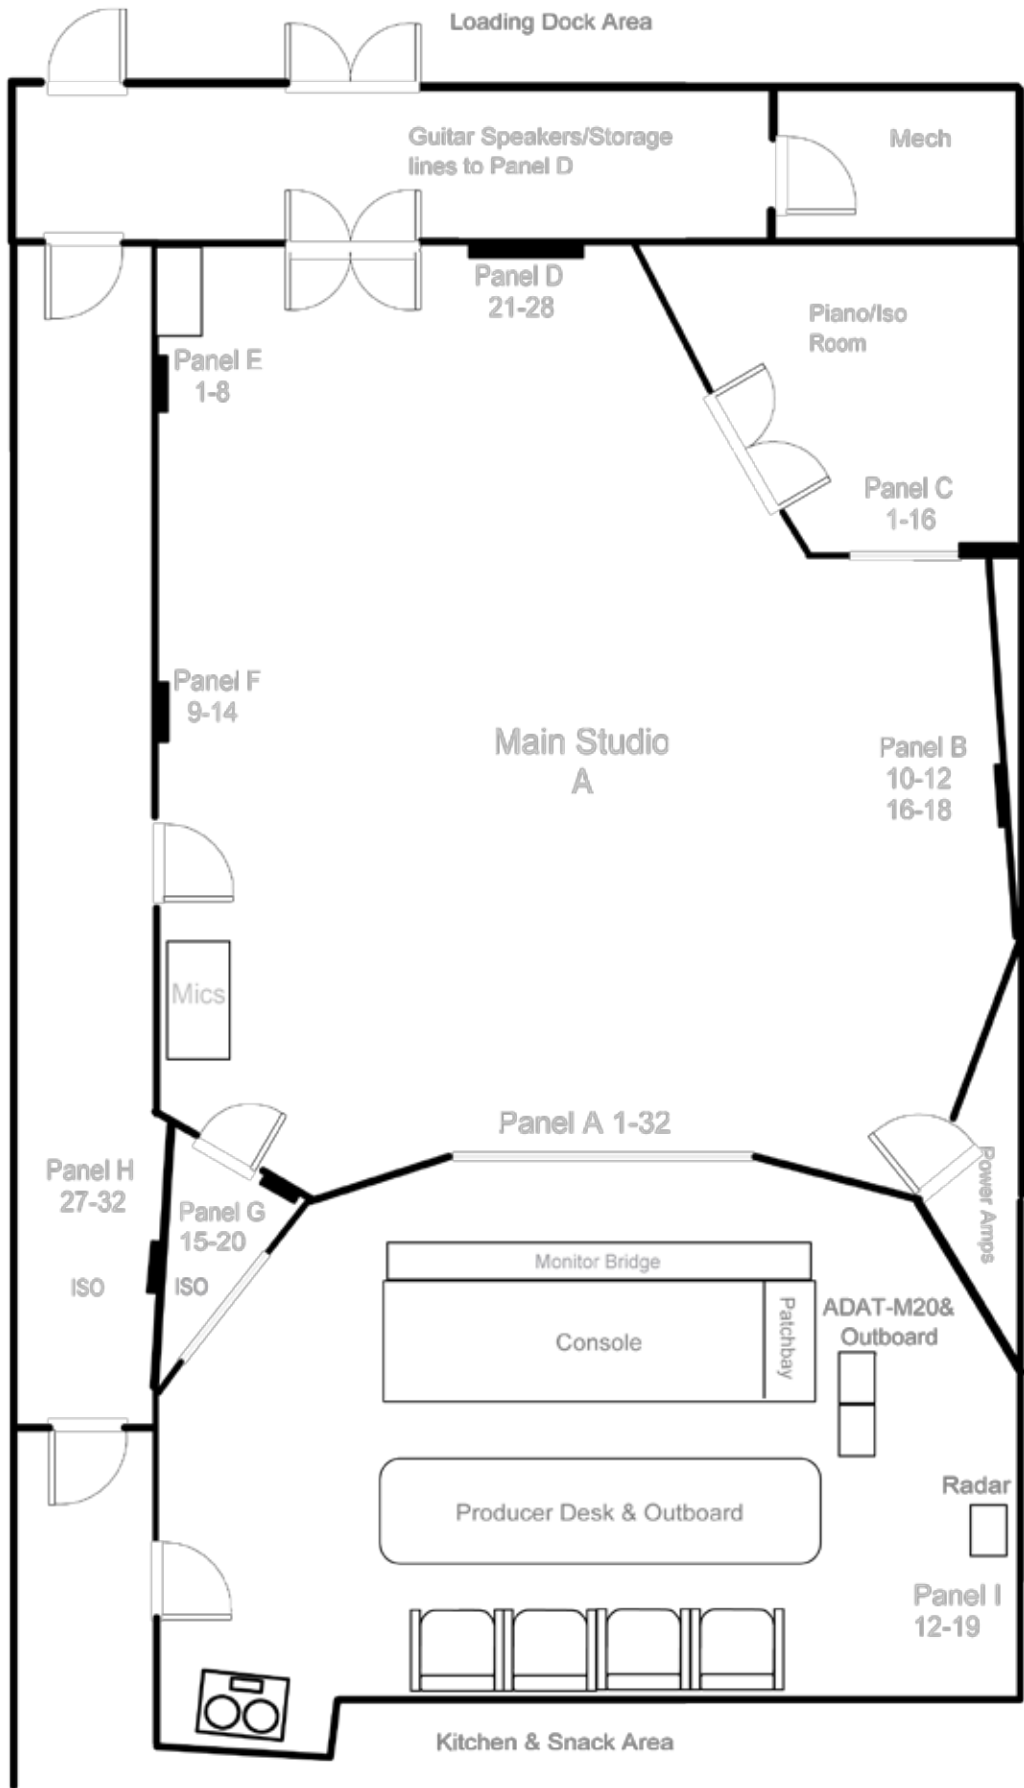 Loading Dock Area
Guitar Speakers/Storage
lines to Panel D
Mech
Panel D
21-28
Piano/Iso
Room
Panel E
1-8
Panel C
1-16
Panel F
9-14
Main Studio
A
Panel B
10-12
16-18
Mics
Panel A 1-32
Power Amps
Panel H
27-32
ISO
Panel G
15-20
ISO
Monitor Bridge
Console
Patchbay
ADAT-M20&
Outboard
Producer Desk & Outboard
Radar
Panel I
12-19
Kitchen & Snack Area